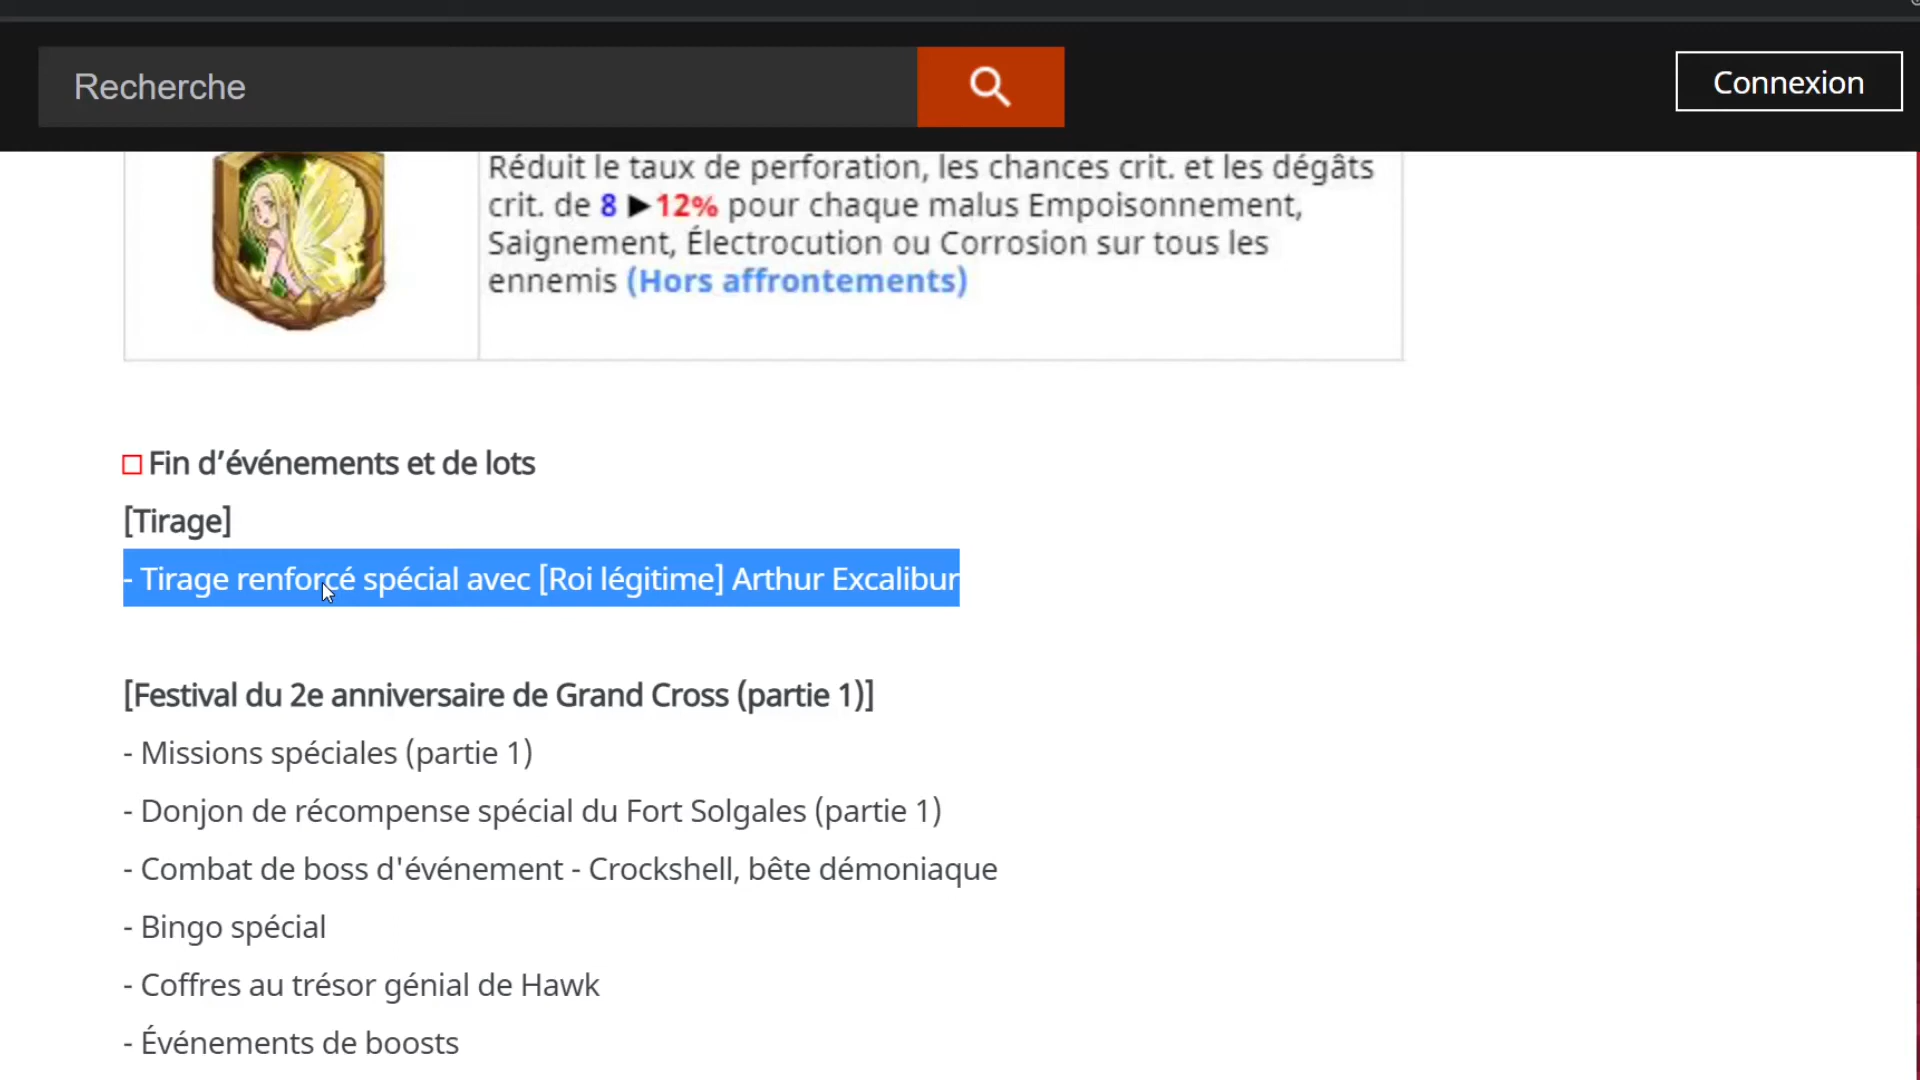 Recherche
Connexion
Réduit le taux de perforation, les chances crit. et les dégâts
crit. de 8 ▶12% pour chaque malus Empoisonnement,
Saignement, Électrocution ou Corrosion sur tous les
ennemis (Hors affrontements)
□ Fin d’événements et de lots
[Tirage]
- Tirage renforcé spécial avec [Roi légitime] Arthur Excalibur
[Festival du 2e anniversaire de Grand Cross (partie 1)]
- Missions spéciales (partie 1)
- Donjon de récompense spécial du Fort Solgales (partie 1)
- Combat de boss d'événement - Crockshell, bête démoniaque
- Bingo spécial
- Coffres au trésor génial de Hawk
- Événements de boosts